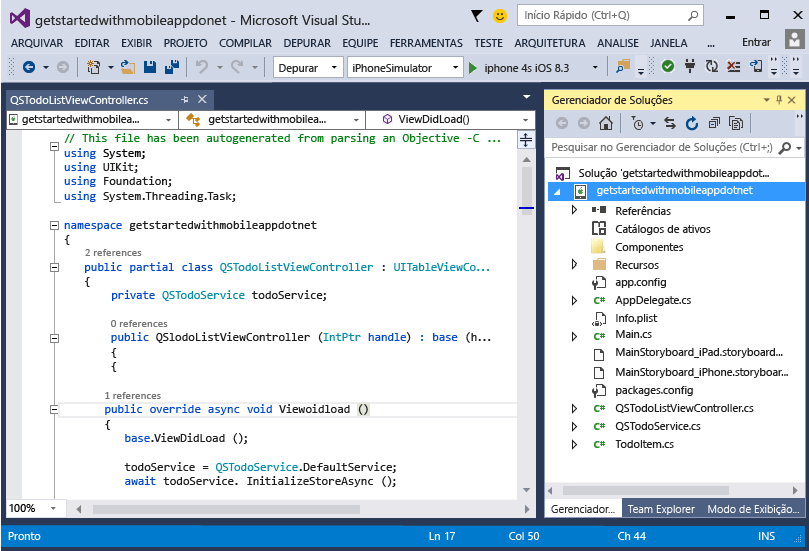 getstartedwithmobileappdonet - Microsoft Visual Stu...
Início Rápido (Ctrl+Q)
ARQUIVAR EDITAR EXIBIR PROJETO COMPILAR DEPURAR EQUIPE FERRAMENTAS TESTE ARQUITETURA ANALISE JANELA ... Entrar
Depurar iPhoneSimulator iphone 4s iOS 8.3
QSTodoListViewController.cs
getstartedwithmobilea... getstartedwithmobilea... ViewDidLoad()
// This file has been autogenerated from parsing an Objective -C ...
using System;
using UIKit;
using Foundation;
using System.Threading.Task;
namespace getstartedwithmobileappdotnet
{
2 references
public partial class QSTodoListViewController : UITableViewCo...
{
private QSTodoService todoService;
0 references
public QSlodoListViewController (IntPtr handle) : base (h...
{
{
1 references
public override async void Viewoidload ()
{
base.ViewDidLoad ();
todoService = QSTodoService.DefaultService;
await todoService. InitializeStoreAsync ();
100%
Gerenciador de Soluções
Pesquisar no Gerenciador de Soluções (Ctrl+;)
Solução 'getstartedwithmobileappdot...
getstartedwithmobileappdotnet
Referências
Catálogos de ativos
Componentes
Recursos
app.config
C# AppDelegate.cs
Info.plist
C# Main.cs
MainStoryboard_iPad.storyboard...
MainStoryboard_iPhone.storyboar...
packages.config
C# QSTodoListViewController.cs
C# QSTodoService.cs
C# TodoItem.cs
Gerenciador... Team Explorer Modo de Exibição...
Pronto Ln 17 Col 50 Ch 44 INS